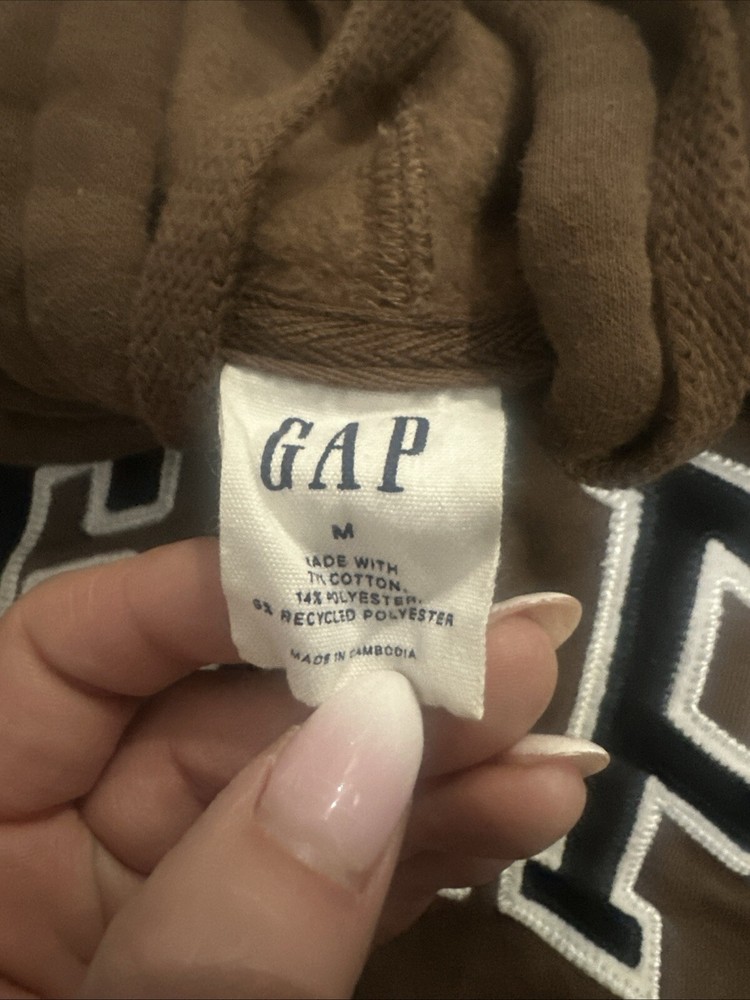 GAP
M
MADE WITH
COTTON,
14% POLYESTER,
RECYCLED POLYESTER
MADE IN CAMBODIA